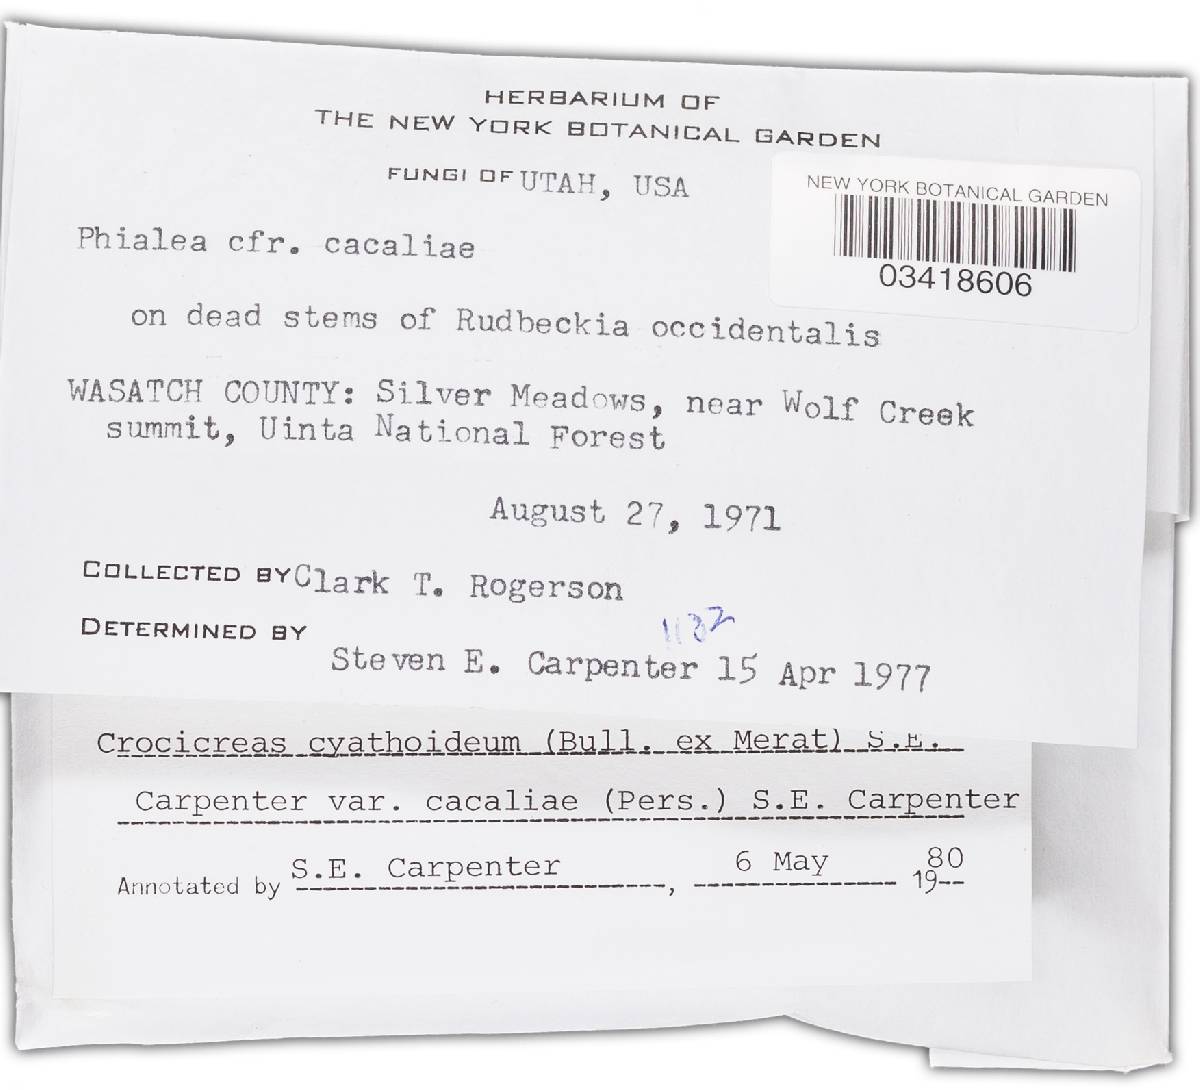 HERBARIUM OF
THE NEW YORK BOTANICAL GARDEN
FUNGI OF UTAH, USA
NEW YORK BOTANICAL GARDEN
03418606
Phialea cfr. cacaliae
on dead stems of Rudbeckia occidentalis
WASATCH COUNTY: Silver Meadows, near Wolf Creek
summit, Uinta National Forest
August 27, 1971
COLLECTED BY Clark T. Rogerson
DETERMINED BY
1132
Steven E. Carpenter 15 Apr 1977
Crocicreas cyathoideum (Bull. ex Merat) S.E.
Carpenter var. cacaliae (Pers.) S.E. Carpenter
Annotated by S.E. Carpenter, 6 May 1980